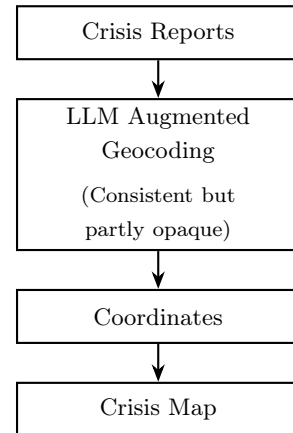 Crisis Reports
LLM Augmented
Geocoding
(Consistent but
partly opaque)
Coordinates
Crisis Map